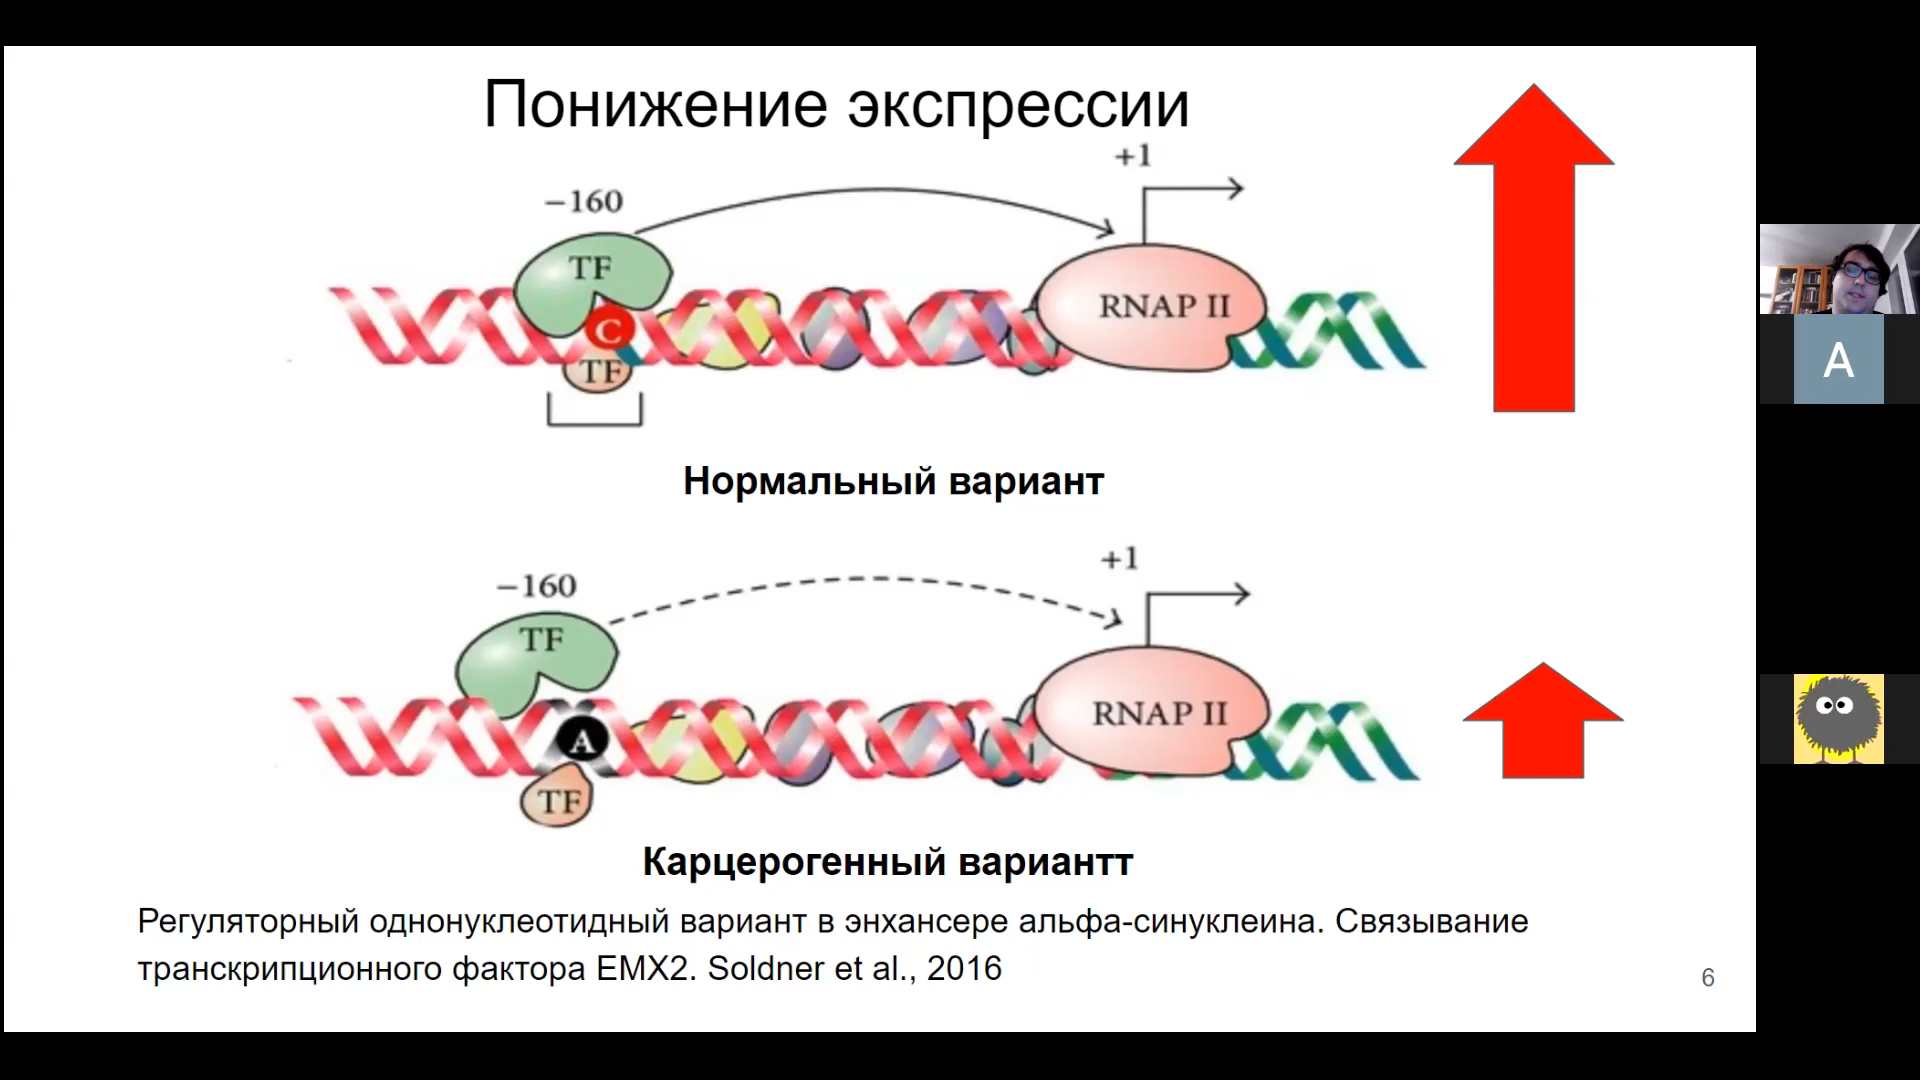 Понижение экспрессии
+1
−160
TF
C
RNAP II
TF
Нормальный вариант
+1
−160
TF
A
RNAP II
TF
Карцерогенный вариантт
Регуляторный однонуклеотидный вариант в энхансере альфа-синуклеина. Связывание
транскрипционного фактора EMX2. Soldner et al., 2016
6
A